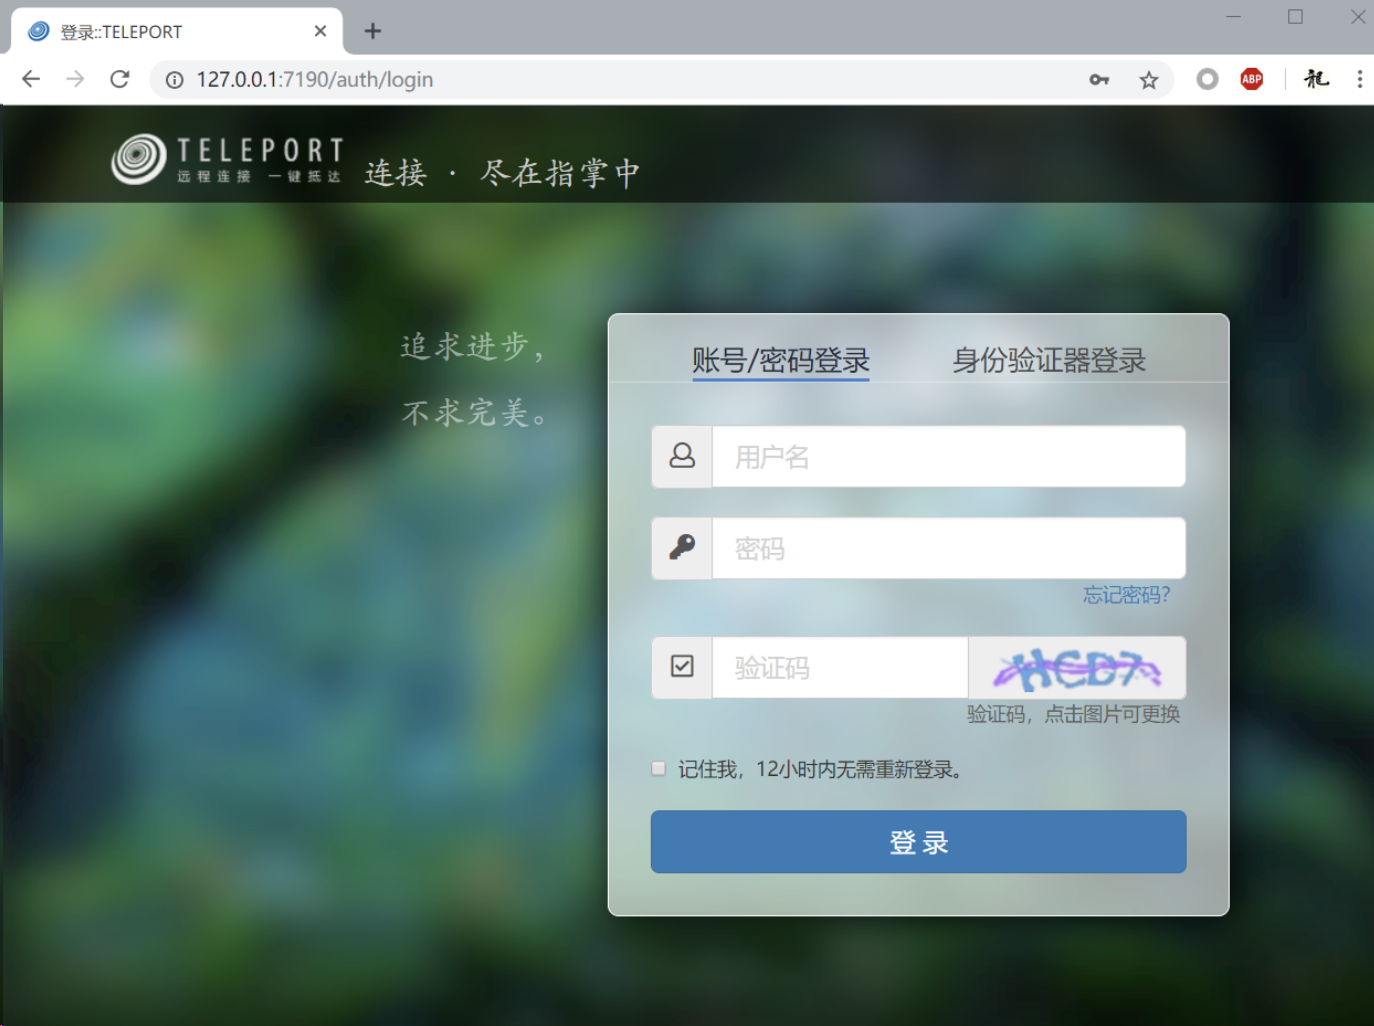 登录::TELEPORT
127.0.0.1:7190/auth/login
ABP
龍
TELEPORT
远程连接 一键抵达
连接 · 尽在指掌中
追求进步，
不求完美。
账号/密码登录
身份验证器登录
用户名
密码
忘记密码?
验证码
HCD7
验证码，点击图片可更换
记住我，12小时内无需重新登录。
登 录